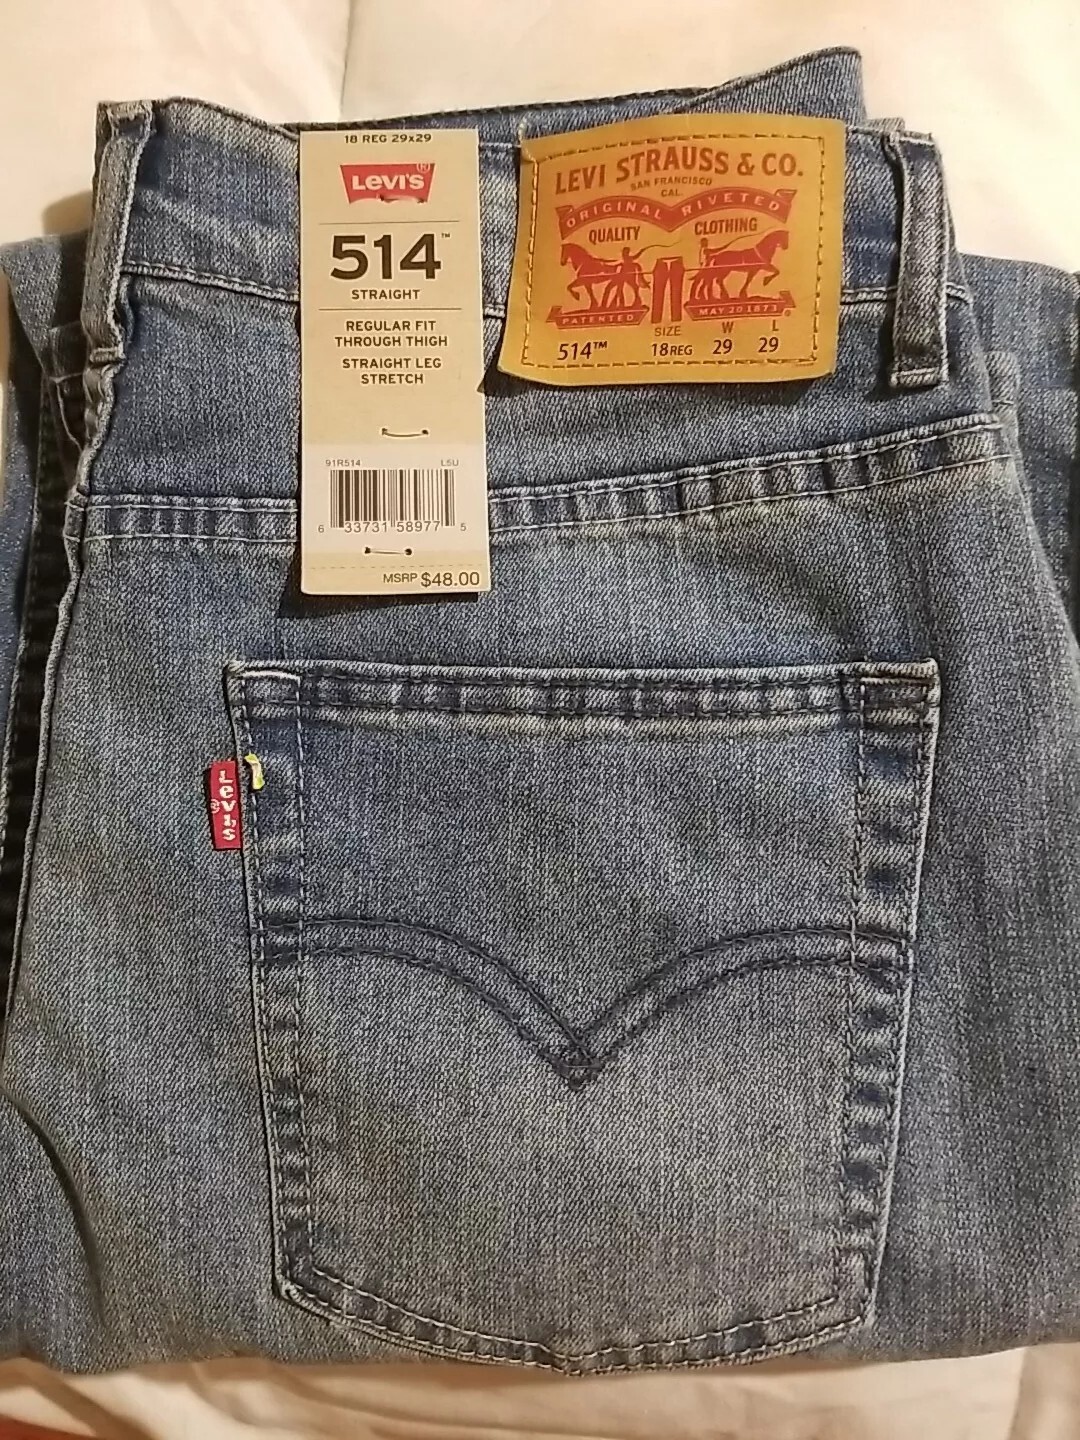 18 REG 29x29
Levi's ®
514™
STRAIGHT
REGULAR FIT
THROUGH THIGH
STRAIGHT LEG
STRETCH
91R514 L5U
6 33731 58977 5
MSRP $48.00
LEVI STRAUSS & CO.
SAN FRANCISCO
CAL.
ORIGINAL RIVETED
QUALITY CLOTHING
PATENTED MAY 20 1873 ®
SIZE W L
514™ 18REG 29 29
Levi's ®